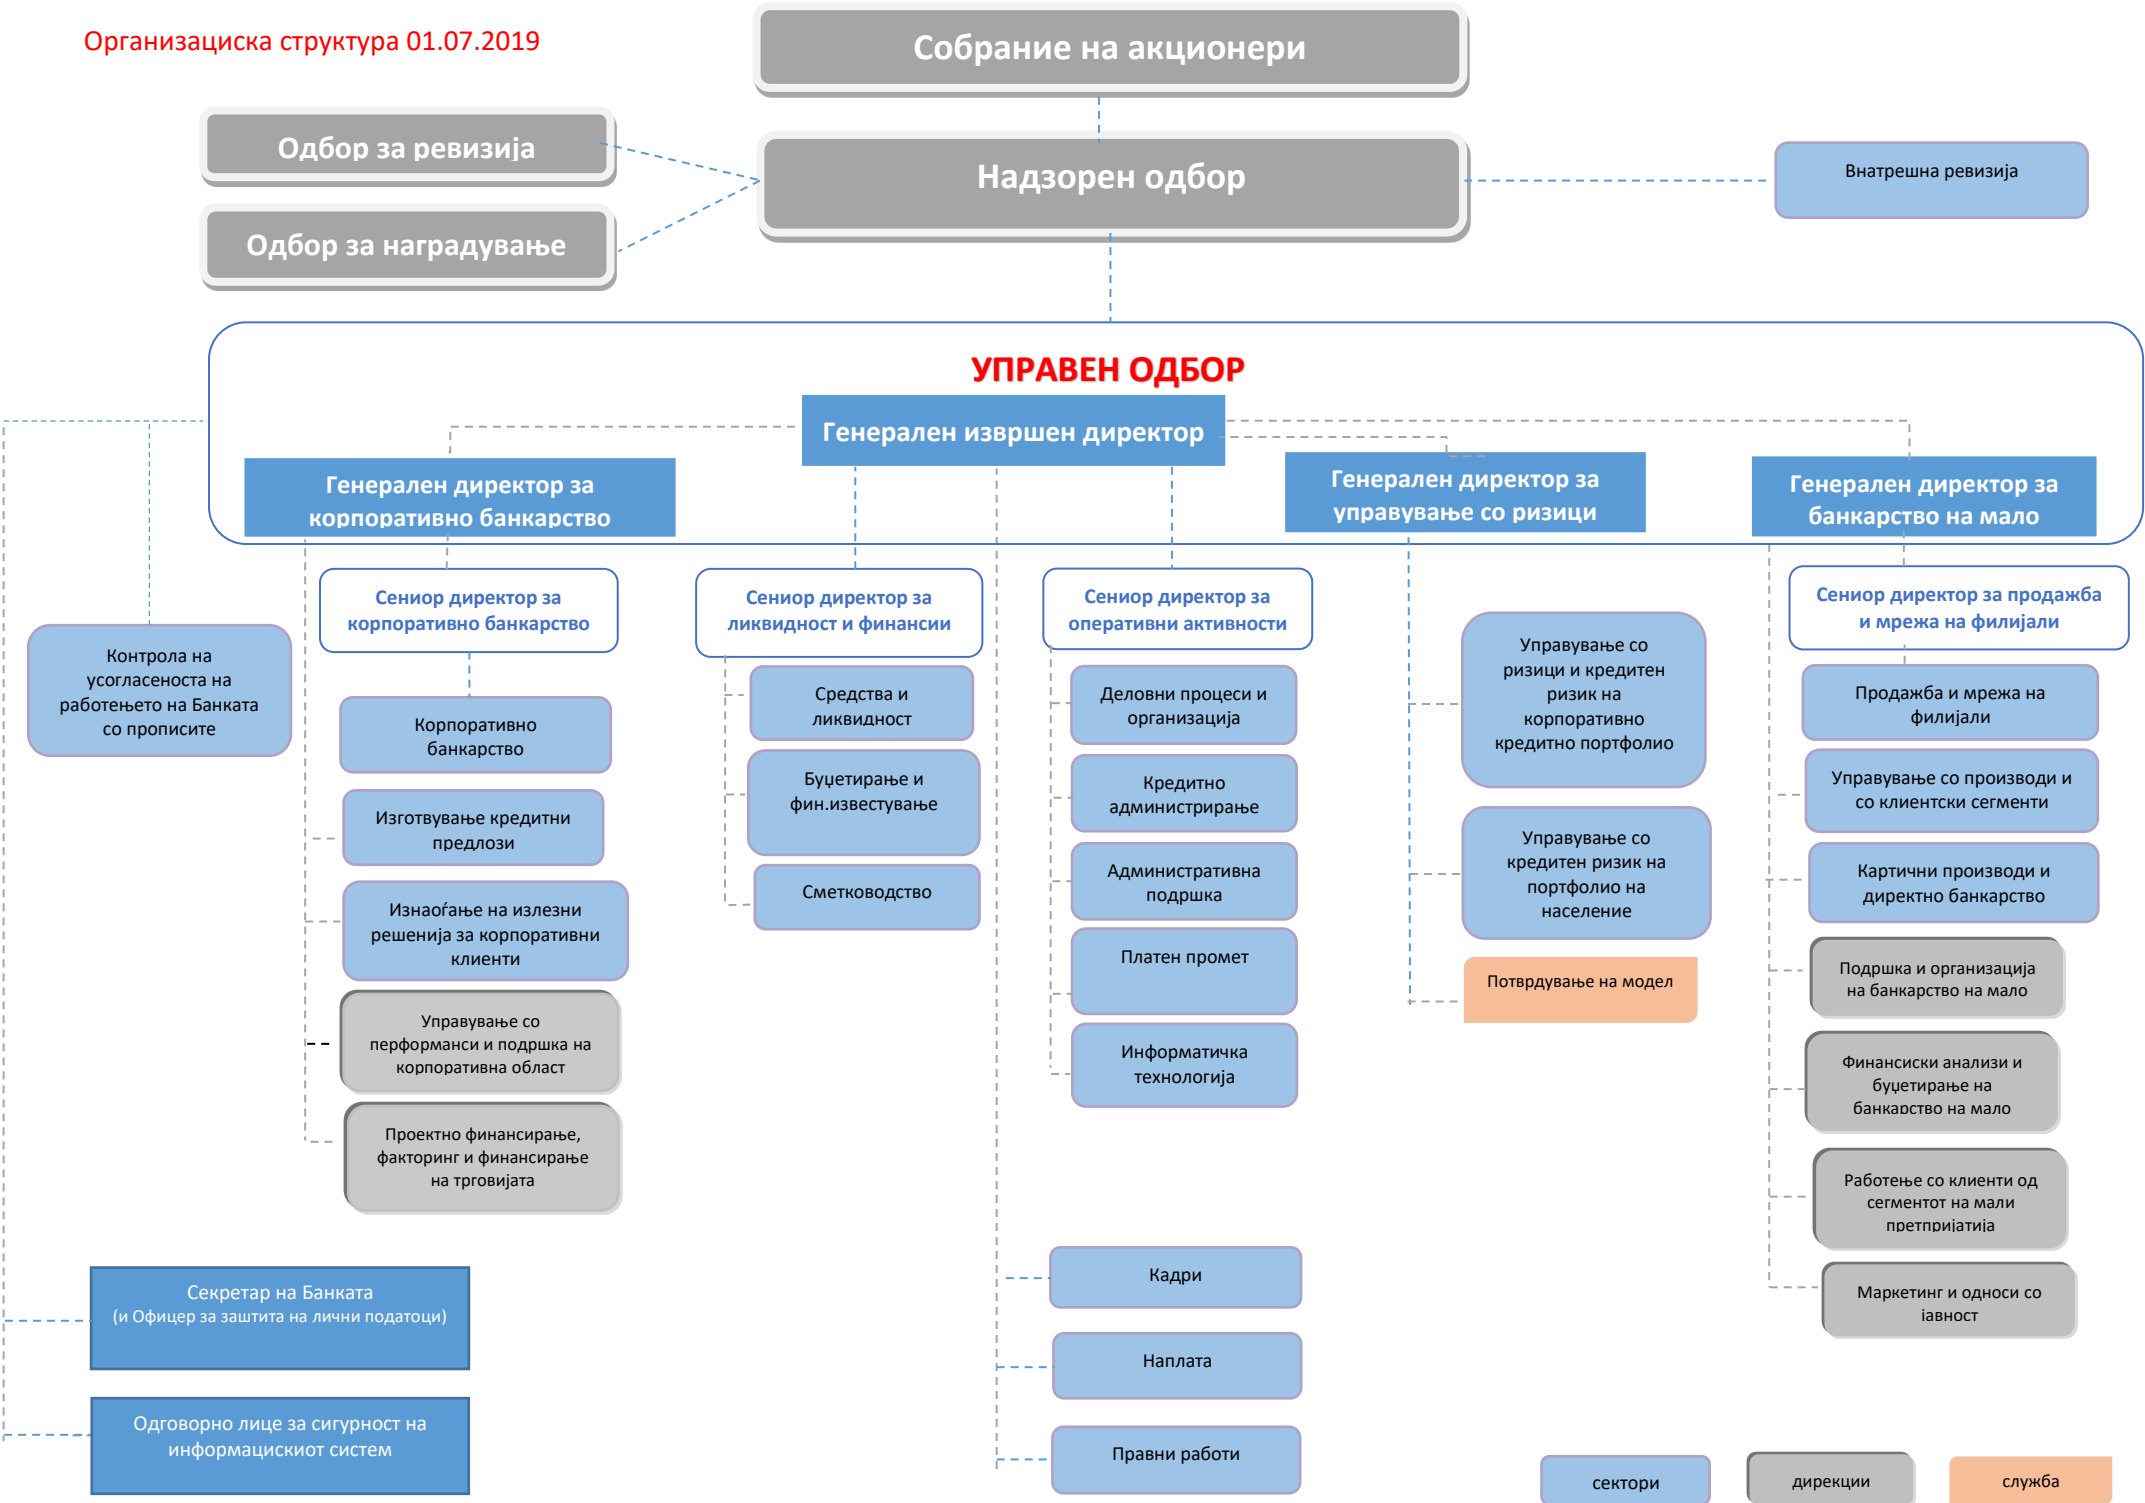 Организациска структура 01.07.2019
Собрание на акционери
Одбор за ревизија
Надзорен одбор
Внатрешна ревизија
Одбор за наградување
УПРАВЕН ОДБОР
Генерален извршен директор
Генерален директор за
корпоративно банкарство
Генерален директор за
управување со ризици
Генерален директор за
банкарство на мало
Сениор директор за
корпоративно банкарство
Сениор директор за
ликвидност и финансии
Сениор директор за
оперативни активности
Сениор директор за продажба
и мрежа на филијали
Контрола на
усогласеноста на
работењето на Банката
со прописите
Корпоративно
банкарство
Изготвување кредитни
предлози
Изнаоѓање на излезни
решенија за корпоративни
клиенти
Управување со
перформанси и подршка на
корпоративна област
Проектно финансирање,
факторинг и финансирање
на трговијата
Средства и
ликвидност
Буџетирање и
фин.известување
Сметководство
Деловни процеси и
организација
Кредитно
администрирање
Административна
подршка
Платен промет
Информатичка
технологија
Управување со
ризици и кредитен
ризик на
корпоративно
кредитно портфолио
Управување со
кредитен ризик на
портфолио на
население
Потврдување на модел
Продажба и мрежа на
филијали
Управување со производи и
со клиентски сегменти
Картични производи и
директно банкарство
Подршка и организација
на банкарство на мало
Финансиски анализи и
буџетирање на
банкарство на мало
Работење со клиенти од
сегментот на мали
претпријатија
Маркетинг и односи со
јавност
Кадри
Наплата
Правни работи
Секретар на Банката
(и Офицер за заштита на лични податоци)
Одговорно лице за сигурност на
информацискиот систем
сектори
дирекции
служба